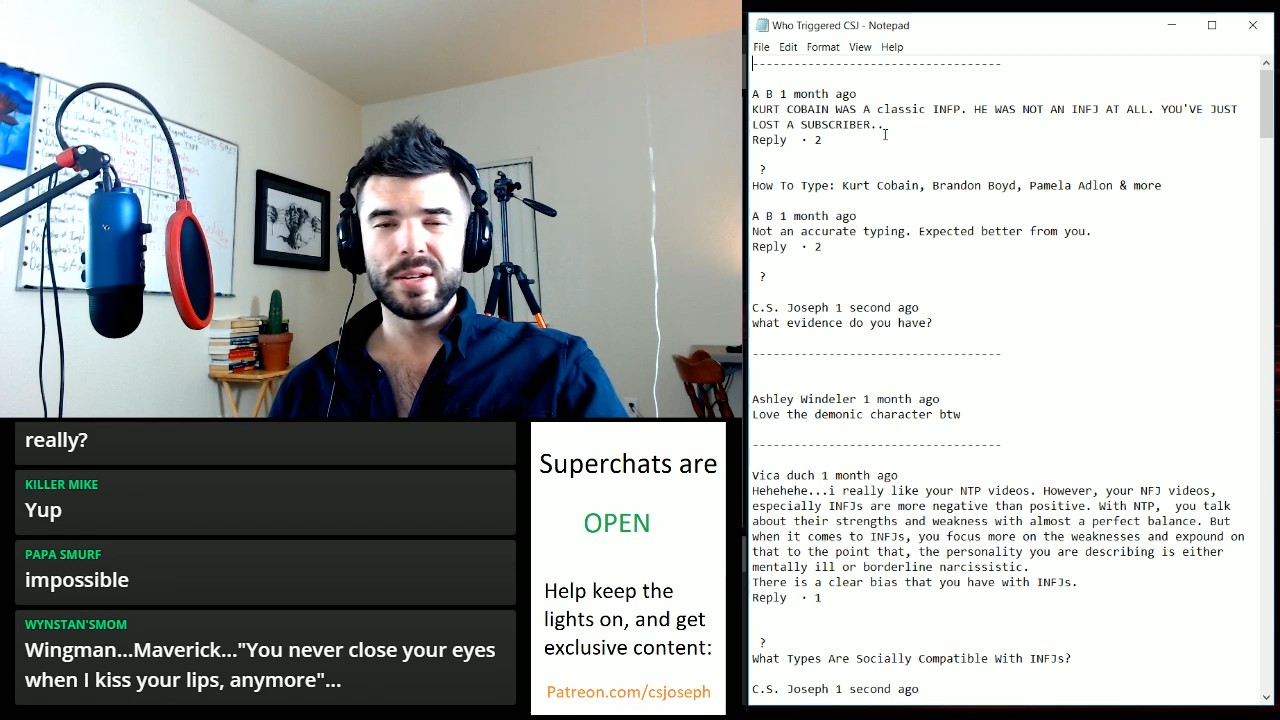 Who Triggered CSJ - Notepad
File Edit Format View Help
-------------------------------------
A B 1 month ago
KURT COBAIN WAS A classic INFP. HE WAS NOT AN INFJ AT ALL. YOU'VE JUST
LOST A SUBSCRIBER..
Reply · 2
?
How To Type: Kurt Cobain, Brandon Boyd, Pamela Adlon & more
A B 1 month ago
Not an accurate typing. Expected better from you.
Reply · 2
?
C.S. Joseph 1 second ago
what evidence do you have?
-------------------------------------
Ashley Windeler 1 month ago
Love the demonic character btw
-------------------------------------
Vica duch 1 month ago
Hehehehe...i really like your NTP videos. However, your NFJ videos,
especially INFJs are more negative than positive. With NTP,  you talk
about their strengths and weakness with almost a perfect balance. But
when it comes to INFJs, you focus more on the weaknesses and expound on
that to the point that, the personality you are describing is either
mentally ill or borderline narcissistic.
There is a clear bias that you have with INFJs.
Reply · 1
?
What Types Are Socially Compatible With INFJs?
C.S. Joseph 1 second ago
really?
KILLER MIKE
Yup
PAPA SMURF
impossible
WYNSTAN'SMOM
Wingman...Maverick..."You never close your eyes
when I kiss your lips, anymore"...
Superchats are
OPEN
Help keep the
lights on, and get
exclusive content:
Patreon.com/csjoseph